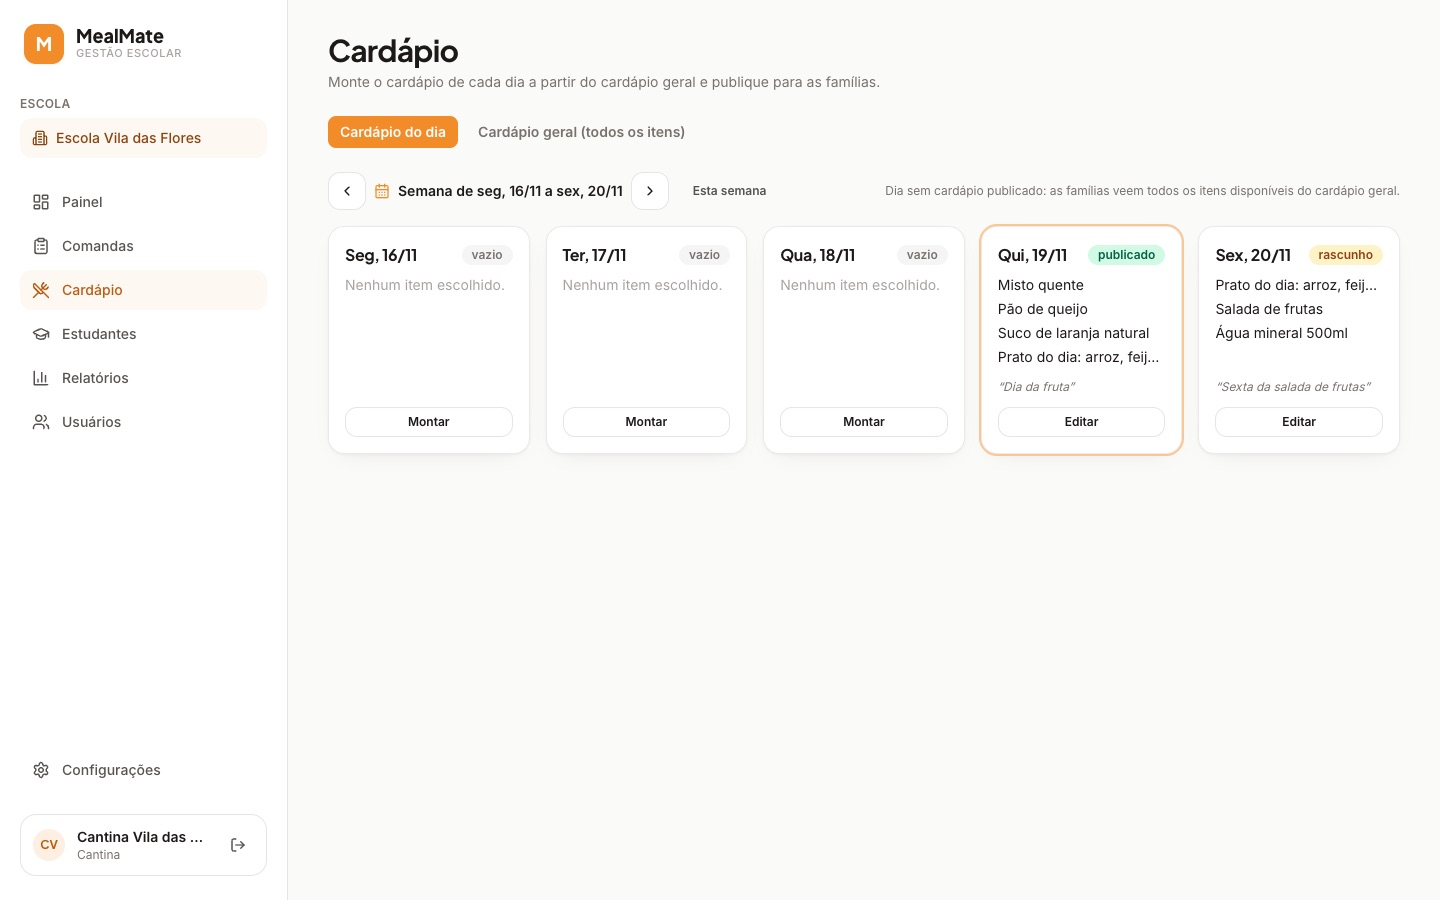 M
MealMate
GESTÃO ESCOLAR
ESCOLA
Escola Vila das Flores
Painel
Comandas
Cardápio
Estudantes
Relatórios
Usuários
Configurações
CV
Cantina Vila das ...
Cantina
Cardápio
Monte o cardápio de cada dia a partir do cardápio geral e publique para as famílias.
Cardápio do dia
Cardápio geral (todos os itens)
Semana de seg, 16/11 a sex, 20/11
Esta semana
Dia sem cardápio publicado: as famílias veem todos os itens disponíveis do cardápio geral.
Seg, 16/11
vazio
Nenhum item escolhido.
Montar
Ter, 17/11
vazio
Nenhum item escolhido.
Montar
Qua, 18/11
vazio
Nenhum item escolhido.
Montar
Qui, 19/11
publicado
Misto quente
Pão de queijo
Suco de laranja natural
Prato do dia: arroz, feij...
“Dia da fruta”
Editar
Sex, 20/11
rascunho
Prato do dia: arroz, feij...
Salada de frutas
Água mineral 500ml
“Sexta da salada de frutas”
Editar